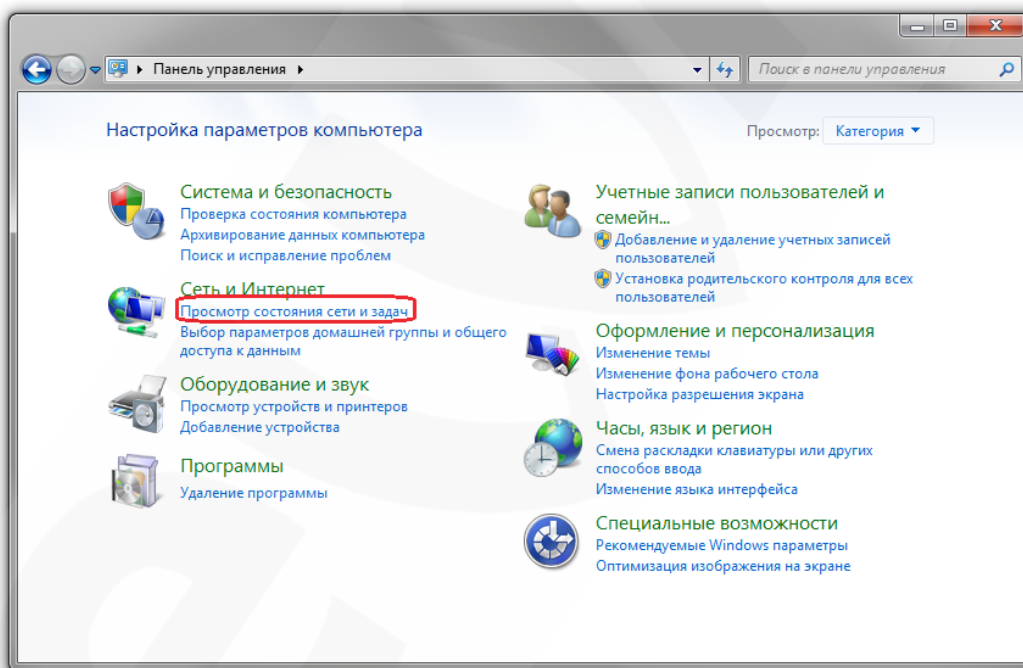 Панель управления
Поиск в панели управления
Настройка параметров компьютера
Просмотр: Категория
Система и безопасность
Проверка состояния компьютера
Архивирование данных компьютера
Поиск и исправление проблем
Сеть и Интернет
Просмотр состояния сети и задач
Выбор параметров домашней группы и общего
доступа к данным
Оборудование и звук
Просмотр устройств и принтеров
Добавление устройства
Программы
Удаление программы
Учетные записи пользователей и
семейн...
Добавление и удаление учетных записей
пользователей
Установка родительского контроля для всех
пользователей
Оформление и персонализация
Изменение темы
Изменение фона рабочего стола
Настройка разрешения экрана
Часы, язык и регион
Смена раскладки клавиатуры или других
способов ввода
Изменение языка интерфейса
Специальные возможности
Рекомендуемые Windows параметры
Оптимизация изображения на экране